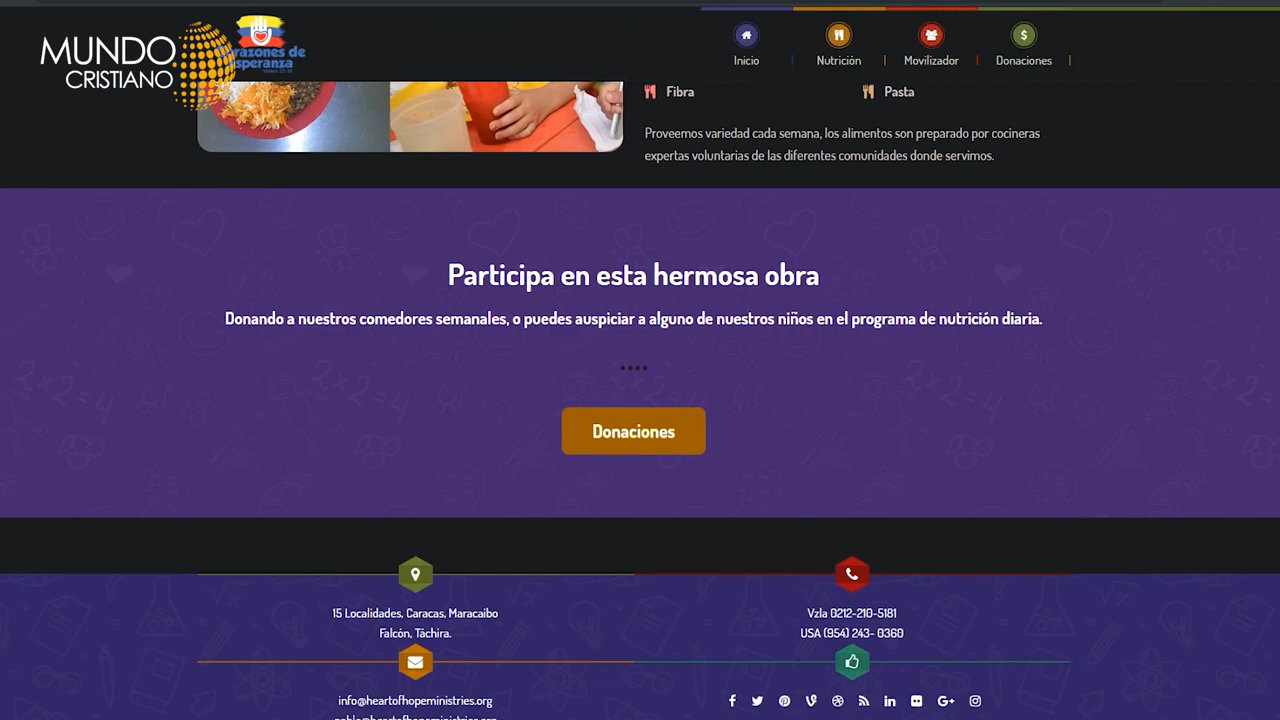 MUNDO
CRISTIANO
razones de
speranza
Inicio
Nutrición
Movilizador
Donaciones
Fibra
Pasta
Proveemos variedad cada semana, los alimentos son preparado por cocineras
expertas voluntarias de las diferentes comunidades donde servimos.
Participa en esta hermosa obra
Donando a nuestros comedores semanales, o puedes auspiciar a alguno de nuestros niños en el programa de nutrición diaria.
Donaciones
15 Localidades, Caracas, Maracaibo
Falcón, Táchira.
Vzla 0212-210-5181
USA (954) 243- 0360
info@heartofhopeministries.org